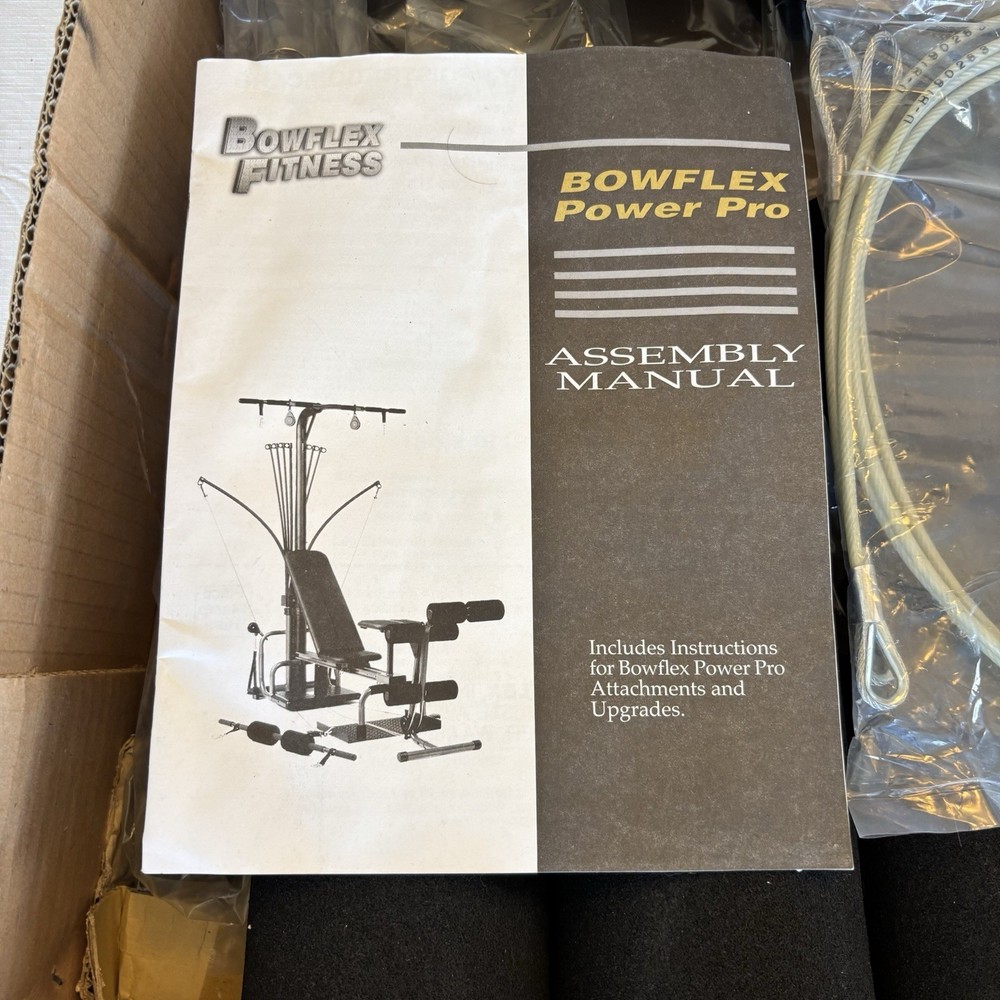 BOWFLEX
FITNESS
BOWFLEX
Power Pro
ASSEMBLY
MANUAL
Includes Instructions
for Bowflex Power Pro
Attachments and
Upgrades.